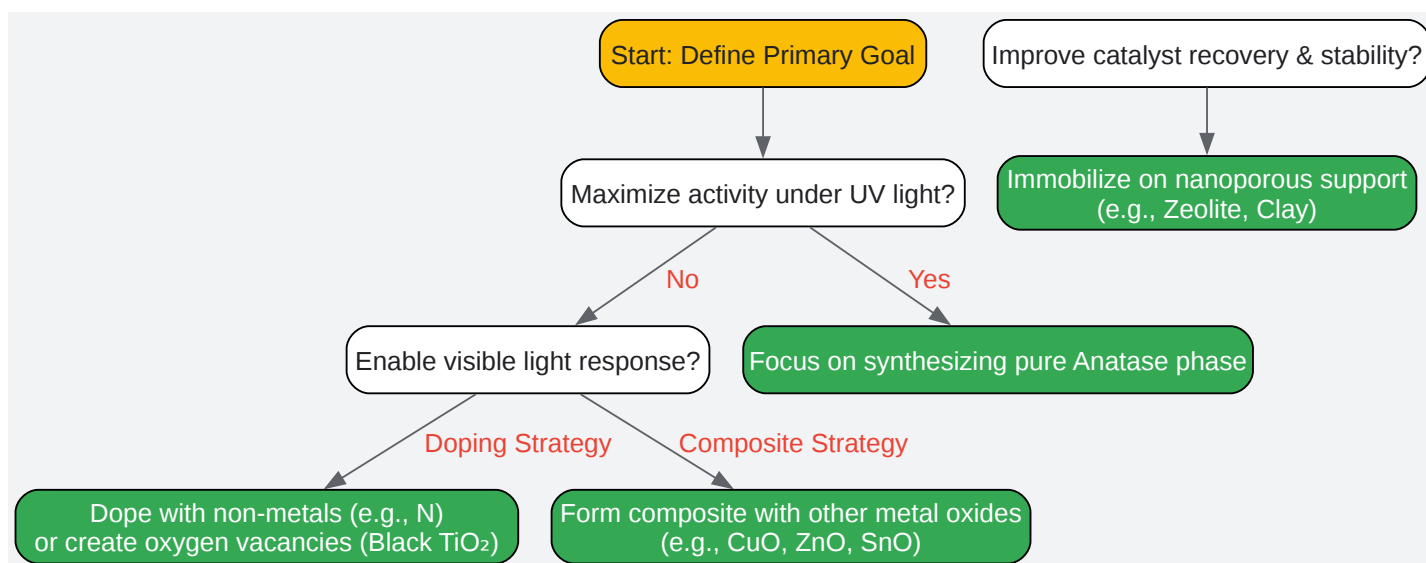 Start: Define Primary Goal
Improve catalyst recovery & stability?
Maximize activity under UV light?
Immobilize on nanoporous support
(e.g., Zeolite, Clay)
No
Yes
Enable visible light response?
Focus on synthesizing pure Anatase phase
Doping Strategy
Composite Strategy
Dope with non-metals (e.g., N)
or create oxygen vacancies (Black TiO₂)
Form composite with other metal oxides
(e.g., CuO, ZnO, SnO)